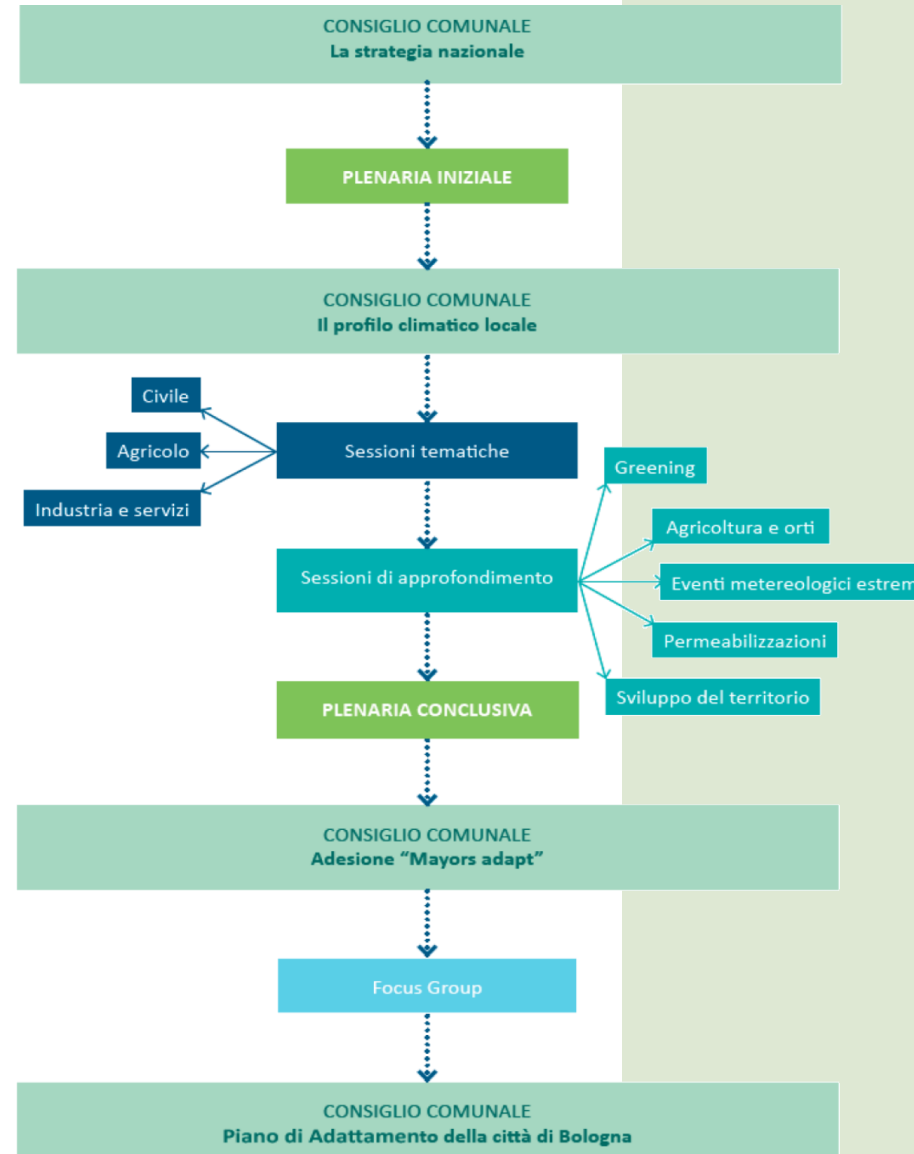 CONSIGLIO COMUNALE
La strategia nazionale
PLENARIA INIZIALE
CONSIGLIO COMUNALE
Il profilo climatico locale
Civile
Agricolo
Industria e servizi
Sessioni tematiche
Sessioni di approfondimento
Greening
Agricoltura e orti
Eventi metereologici estrem
Permeabilizzazioni
Sviluppo del territorio
PLENARIA CONCLUSIVA
CONSIGLIO COMUNALE
Adesione “Mayors adapt”
Focus Group
CONSIGLIO COMUNALE
Piano di Adattamento della città di Bologna